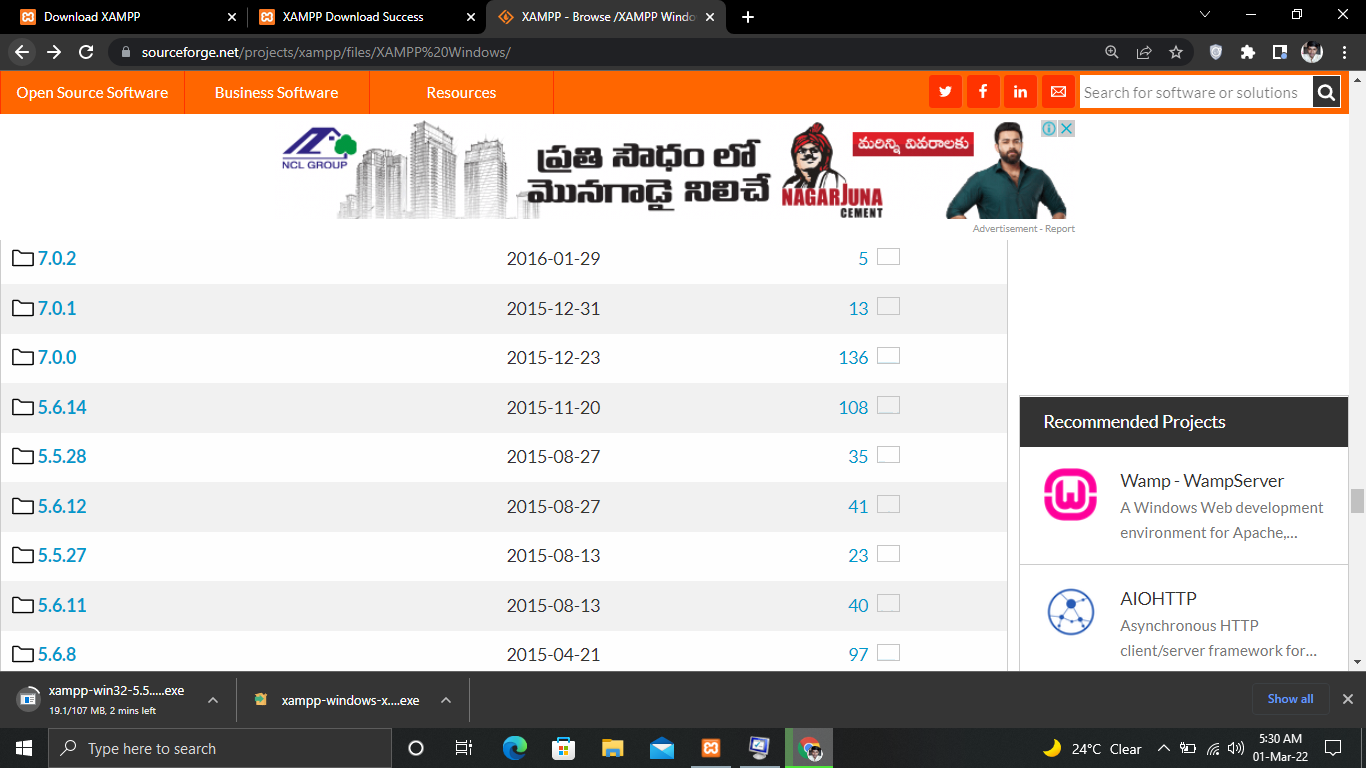 Download XAMPP
XAMPP Download Success
XAMPP - Browse /XAMPP Windo
sourceforge.net/projects/xampp/files/XAMPP%20Windows/
Open Source Software
Business Software
Resources
Search for software or solutions
NCL GROUP
ప్రతి సౌధం లో
మొనగాడై నిలిచే
NAGARJUNA
CEMENT
మరిన్ని వివరాలకు
Advertisement - Report
7.0.2 2016-01-29 5
7.0.1 2015-12-31 13
7.0.0 2015-12-23 136
5.6.14 2015-11-20 108
5.5.28 2015-08-27 35
5.6.12 2015-08-27 41
5.5.27 2015-08-13 23
5.6.11 2015-08-13 40
5.6.8 2015-04-21 97
Recommended Projects
Wamp - WampServer
A Windows Web development
environment for Apache,...
AIOHTTP
Asynchronous HTTP
client/server framework for...
xampp-win32-5.5.....exe
19.1/107 MB, 2 mins left
xampp-windows-x....exe
Show all
Type here to search
24°C Clear
5:30 AM
01-Mar-22